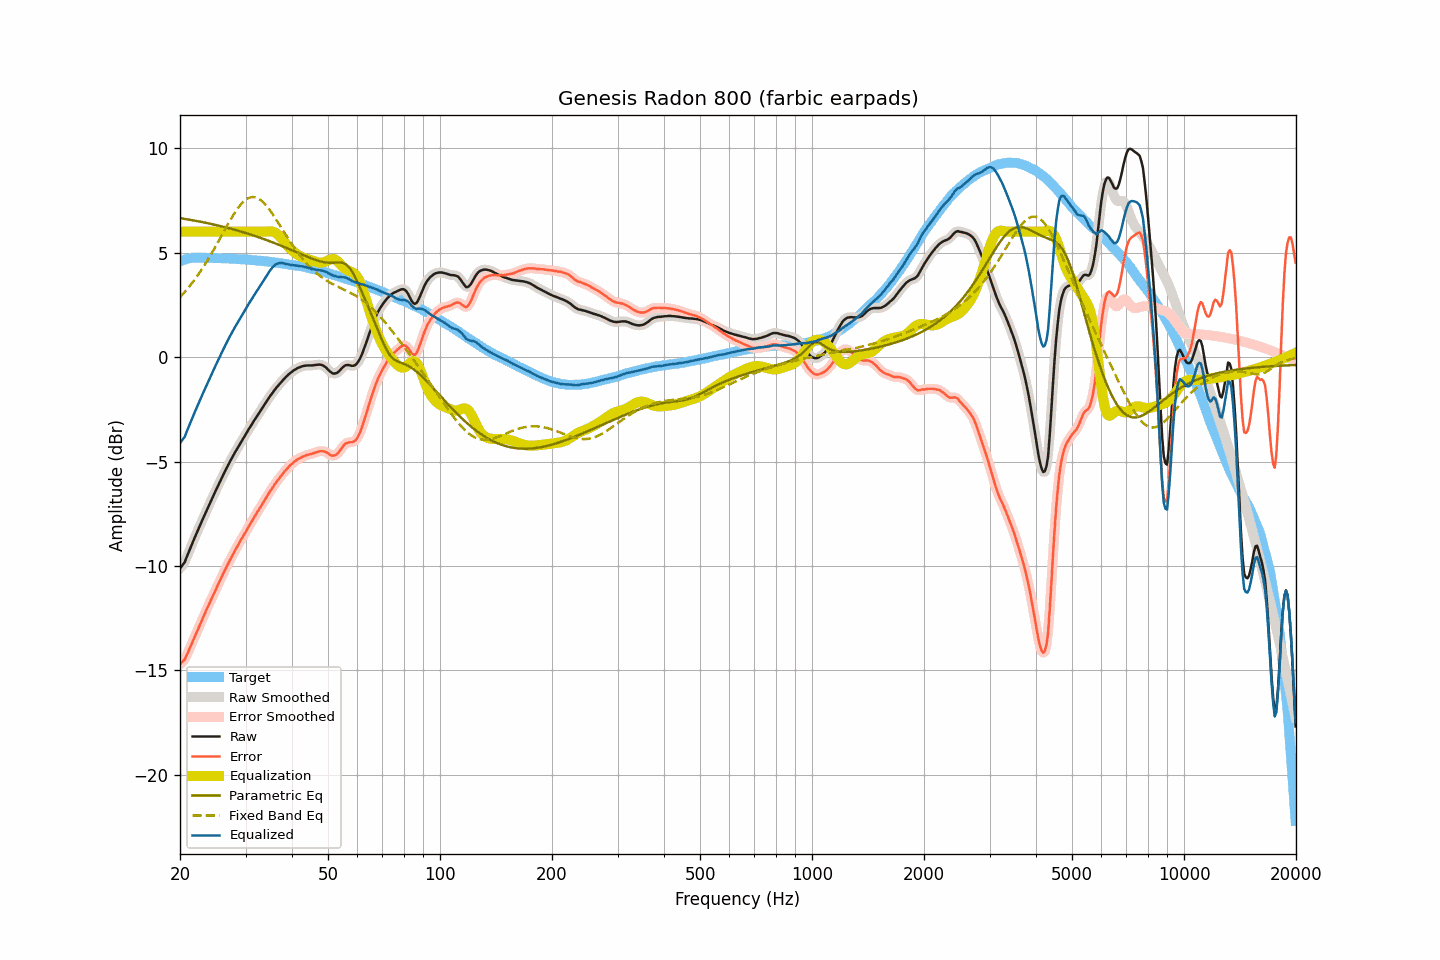 Genesis Radon 800 (farbic earpads)
10
5
0
−5
−10
−15
−20
Amplitude (dBr)
Target
Raw Smoothed
Error Smoothed
Raw
Error
Equalization
Parametric Eq
Fixed Band Eq
Equalized
20 50 100 200 500 1000 2000 5000 10000 20000
Frequency (Hz)